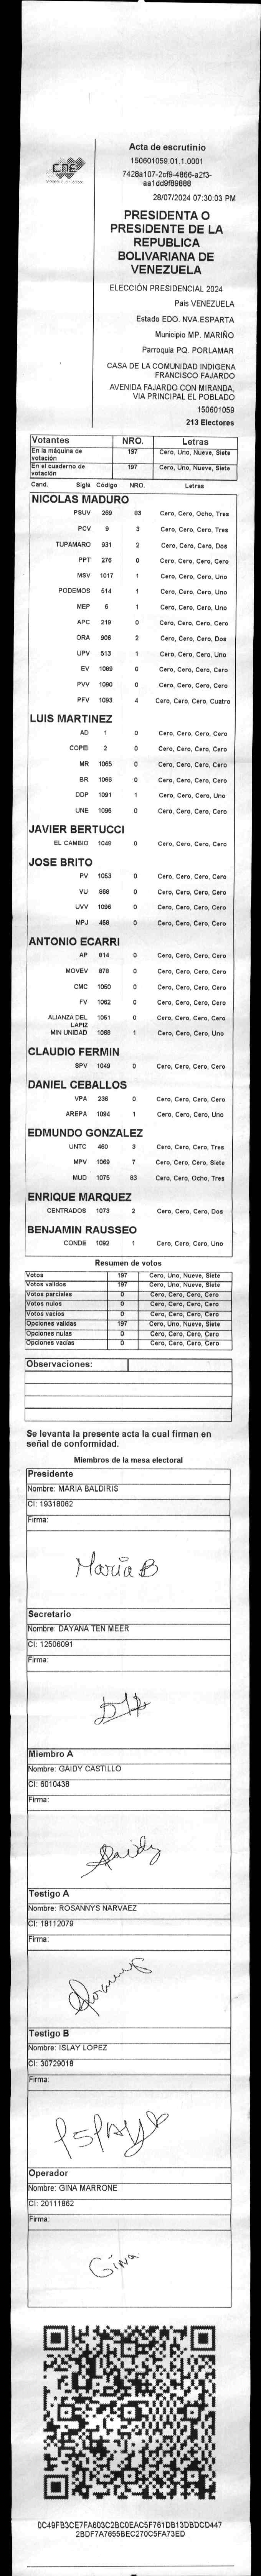 CNE
Acta de escrutinio
150601059.01.1.0001
7428a107-2cf9-4866-a2f3-
aa1dd9f89688
28/07/2024 07:30:03 PM
PRESIDENTA O
PRESIDENTE DE LA
REPUBLICA
BOLIVARIANA DE
VENEZUELA
ELECCIÓN PRESIDENCIAL 2024
Pais VENEZUELA
Estado EDO. NVA.ESPARTA
Municipio MP. MARIÑO
Parroquia PQ. PORLAMAR
CASA DE LA COMUNIDAD INDIGENA
FRANCISCO FAJARDO
AVENIDA FAJARDO CON MIRANDA,
VIA PRINCIPAL EL POBLADO
150601059
213 Electores
Votantes NRO. Letras
En la máquina de votación 197 Cero, Uno, Nueve, Siete
En el cuaderno de votación 197 Cero, Uno, Nueve, Siete
Cand. Sigla Código NRO. Letras
NICOLAS MADURO
PSUV 269 83 Cero, Cero, Ocho, Tres
PCV 9 3 Cero, Cero, Cero, Tres
TUPAMARO 931 2 Cero, Cero, Cero, Dos
PPT 276 0 Cero, Cero, Cero, Cero
MSV 1017 1 Cero, Cero, Cero, Uno
PODEMOS 514 1 Cero, Cero, Cero, Uno
MEP 6 1 Cero, Cero, Cero, Uno
APC 219 0 Cero, Cero, Cero, Cero
ORA 906 2 Cero, Cero, Cero, Dos
UPV 513 1 Cero, Cero, Cero, Uno
EV 1089 0 Cero, Cero, Cero, Cero
PVV 1090 0 Cero, Cero, Cero, Cero
PFV 1093 4 Cero, Cero, Cero, Cuatro
LUIS MARTINEZ
AD 1 0 Cero, Cero, Cero, Cero
COPEI 2 0 Cero, Cero, Cero, Cero
MR 1065 0 Cero, Cero, Cero, Cero
BR 1066 0 Cero, Cero, Cero, Cero
DDP 1091 1 Cero, Cero, Cero, Uno
UNE 1095 0 Cero, Cero, Cero, Cero
JAVIER BERTUCCI
EL CAMBIO 1048 0 Cero, Cero, Cero, Cero
JOSE BRITO
PV 1053 0 Cero, Cero, Cero, Cero
VU 868 0 Cero, Cero, Cero, Cero
UVV 1096 0 Cero, Cero, Cero, Cero
MPJ 458 0 Cero, Cero, Cero, Cero
ANTONIO ECARRI
AP 814 0 Cero, Cero, Cero, Cero
MOVEV 878 0 Cero, Cero, Cero, Cero
CMC 1050 0 Cero, Cero, Cero, Cero
FV 1062 0 Cero, Cero, Cero, Cero
ALIANZA DEL LAPIZ 1051 0 Cero, Cero, Cero, Cero
MIN UNIDAD 1068 1 Cero, Cero, Cero, Uno
CLAUDIO FERMIN
SPV 1049 0 Cero, Cero, Cero, Cero
DANIEL CEBALLOS
VPA 236 0 Cero, Cero, Cero, Cero
AREPA 1094 1 Cero, Cero, Cero, Uno
EDMUNDO GONZALEZ
UNTC 460 3 Cero, Cero, Cero, Tres
MPV 1069 7 Cero, Cero, Cero, Siete
MUD 1075 83 Cero, Cero, Ocho, Tres
ENRIQUE MARQUEZ
CENTRADOS 1073 2 Cero, Cero, Cero, Dos
BENJAMIN RAUSSEO
CONDE 1092 1 Cero, Cero, Cero, Uno
Resumen de votos
Votos 197 Cero, Uno, Nueve, Siete
Votos validos 197 Cero, Uno, Nueve, Siete
Votos parciales 0 Cero, Cero, Cero, Cero
Votos nulos 0 Cero, Cero, Cero, Cero
Votos vacios 0 Cero, Cero, Cero, Cero
Opciones validas 197 Cero, Uno, Nueve, Siete
Opciones nulas 0 Cero, Cero, Cero, Cero
Opciones vacias 0 Cero, Cero, Cero, Cero
Observaciones:
Se levanta la presente acta la cual firman en
señal de conformidad.
Miembros de la mesa electoral
Presidente
Nombre: MARIA BALDIRIS
CI: 19318062
Firma:
María B
Secretario
Nombre: DAYANA TEN MEER
CI: 12506091
Firma:
Miembro A
Nombre: GAIDY CASTILLO
CI: 6010438
Firma:
Gaidy
Testigo A
Nombre: ROSANNYS NARVAEZ
CI: 18112079
Firma:
Testigo B
Nombre: ISLAY LOPEZ
CI: 30729018
Firma:
Operador
Nombre: GINA MARRONE
CI: 20111862
Firma:
Gina
0C49FB3CE7FA603C2BC0EAC5F761DB13DBDCD447
2BDF7A7655BEC270C5FA73ED